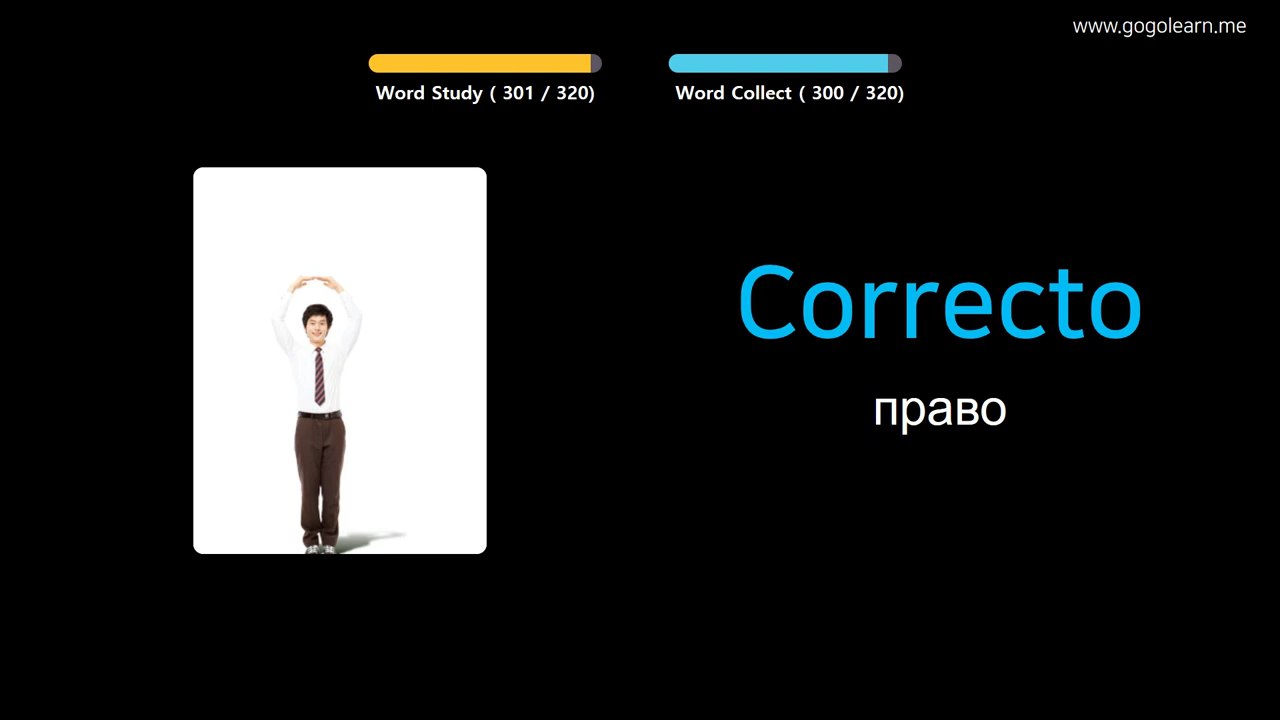 www.gogolearn.me
Word Study ( 301 / 320)
Word Collect ( 300 / 320)
Correcto
право